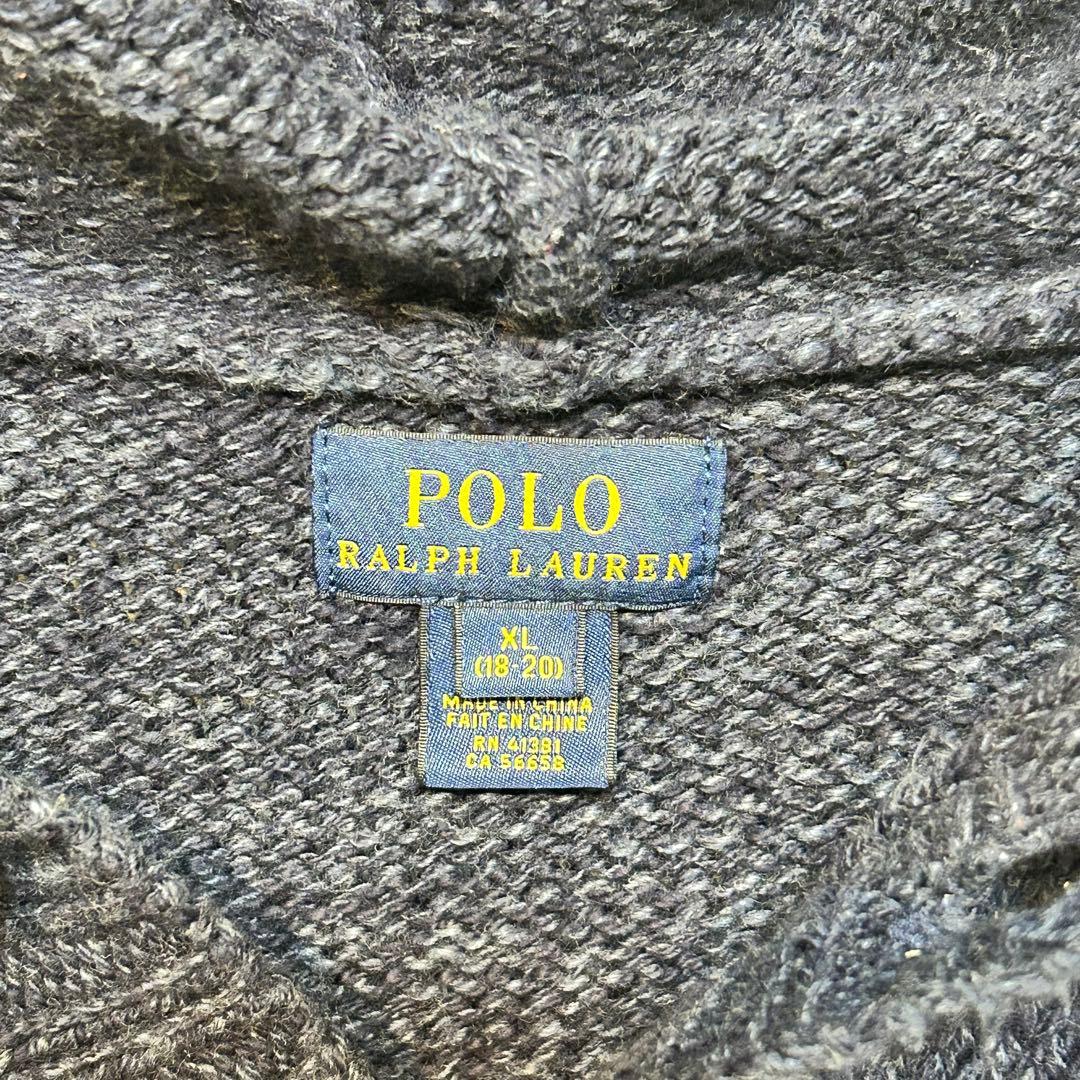 POLO
RALPH LAUREN
XL
(18-20)
MADE IN CHINA
FAIT EN CHINE
RN 41381
CA 56658